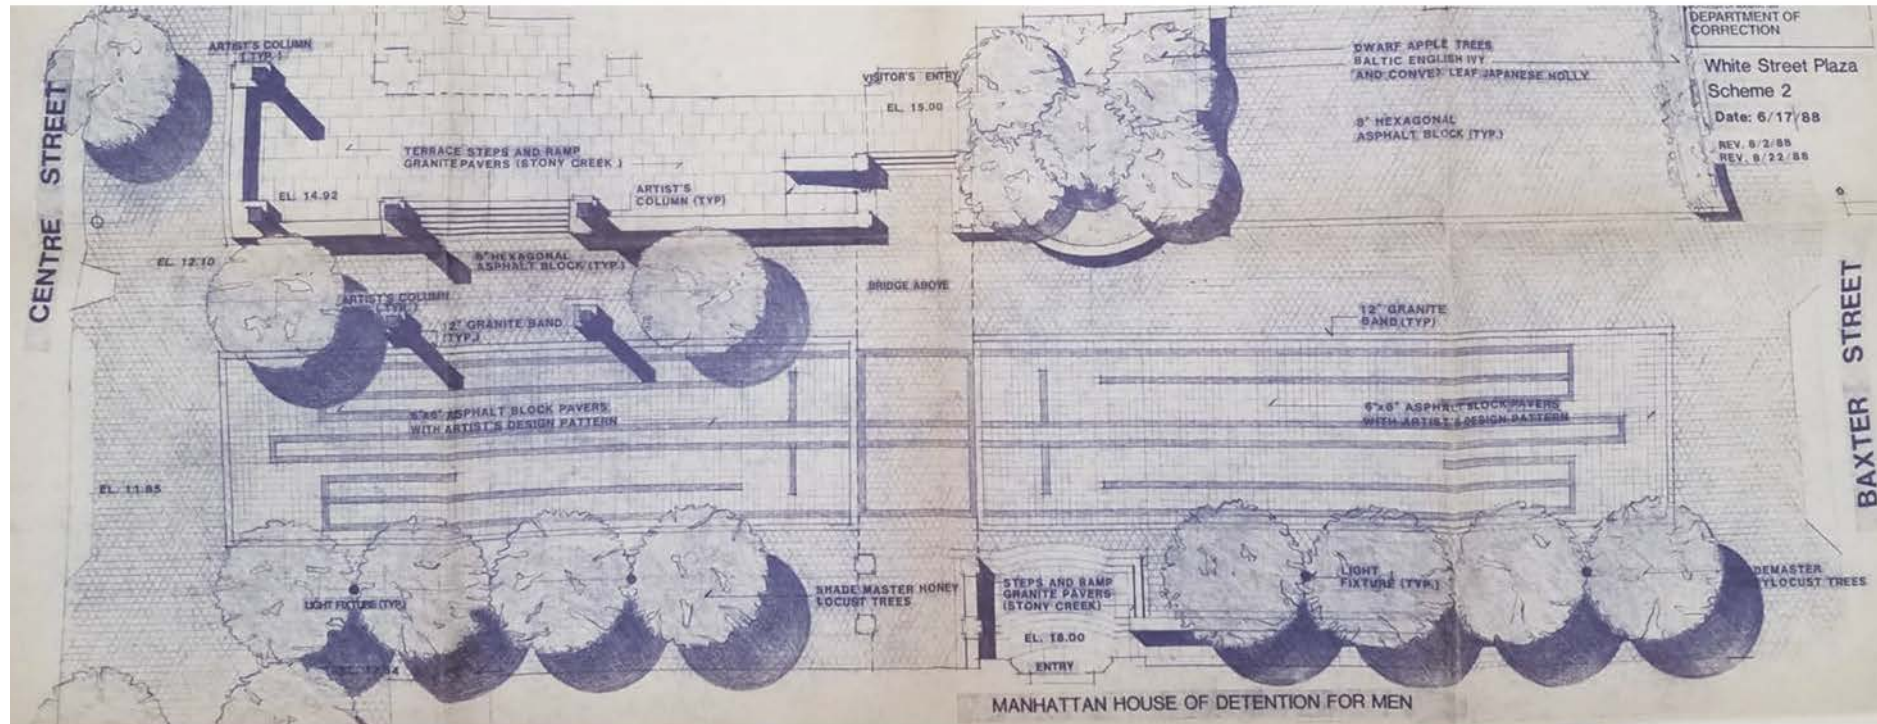 DEPARTMENT OF
CORRECTION
White Street Plaza
Scheme 2
Date: 6/17/88
REV. 8/2/88
REV. 8/22/88
ARTIST'S COLUMN
(TYP.)
VISITOR'S ENTRY
EL. 15.00
DWARF APPLE TREES
BALTIC ENGLISH IVY
AND CONVEX LEAF JAPANESE HOLLY
8" HEXAGONAL
ASPHALT BLOCK (TYP.)
CENTRE STREET
TERRACE STEPS AND RAMP
GRANITE PAVERS (STONY CREEK)
EL. 14.92
ARTIST'S
COLUMN (TYP)
EL. 12.10
HEXAGONAL
ASPHALT BLOCK (TYP.)
BRIDGE ABOVE
ARTIST'S COLUMN
(TYP.)
12" GRANITE BAND
(TYP.)
12" GRANITE
BAND (TYP)
BAXTER STREET
6"x6" ASPHALT BLOCK PAVERS
WITH ARTIST'S DESIGN PATTERN
6"x6" ASPHALT BLOCK PAVERS
WITH ARTIST'S DESIGN PATTERN
EL. 11.85
LIGHT FIXTURE (TYP.)
SHADE MASTER HONEY
LOCUST TREES
STEPS AND RAMP
GRANITE PAVERS
(STONY CREEK)
EL. 18.00
ENTRY
LIGHT
FIXTURE (TYP.)
DEMASTER
YLOCUST TREES
MANHATTAN HOUSE OF DETENTION FOR MEN